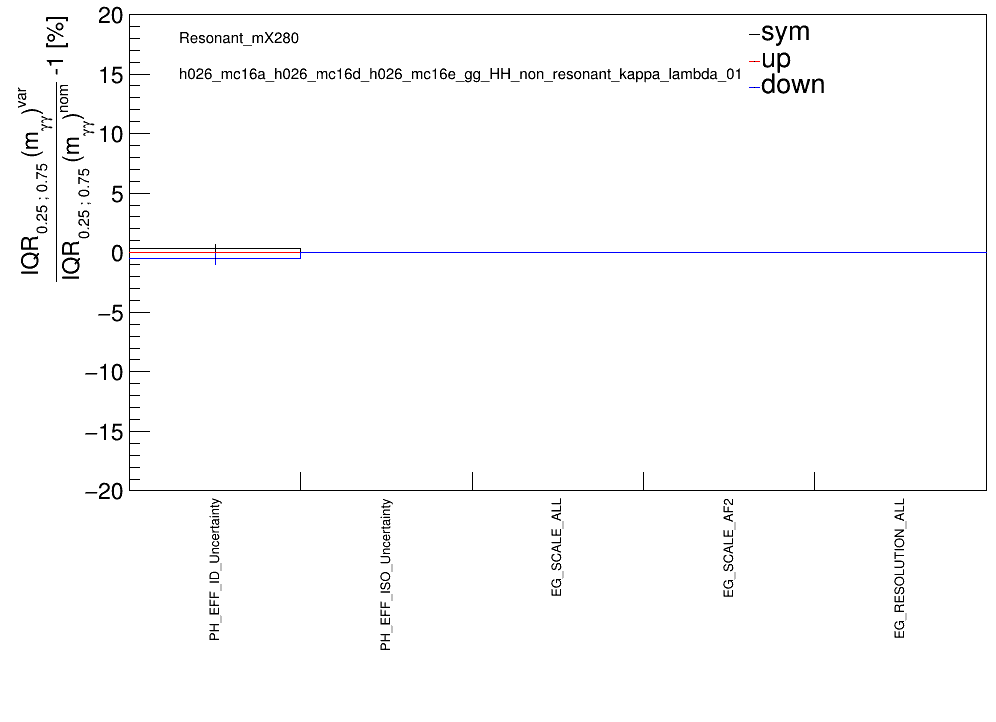 IQR0.25 ; 0.75 (mγγ)var
IQR0.25 ; 0.75 (mγγ)nom
-1 [%]
20
15
10
5
0
−5
−10
−15
−20
Resonant_mX280
h026_mc16a_h026_mc16d_h026_mc16e_gg_HH_non_resonant_kappa_lambda_01
sym
up
down
PH_EFF_ID_Uncertainty
PH_EFF_ISO_Uncertainty
EG_SCALE_ALL
EG_SCALE_AF2
EG_RESOLUTION_ALL